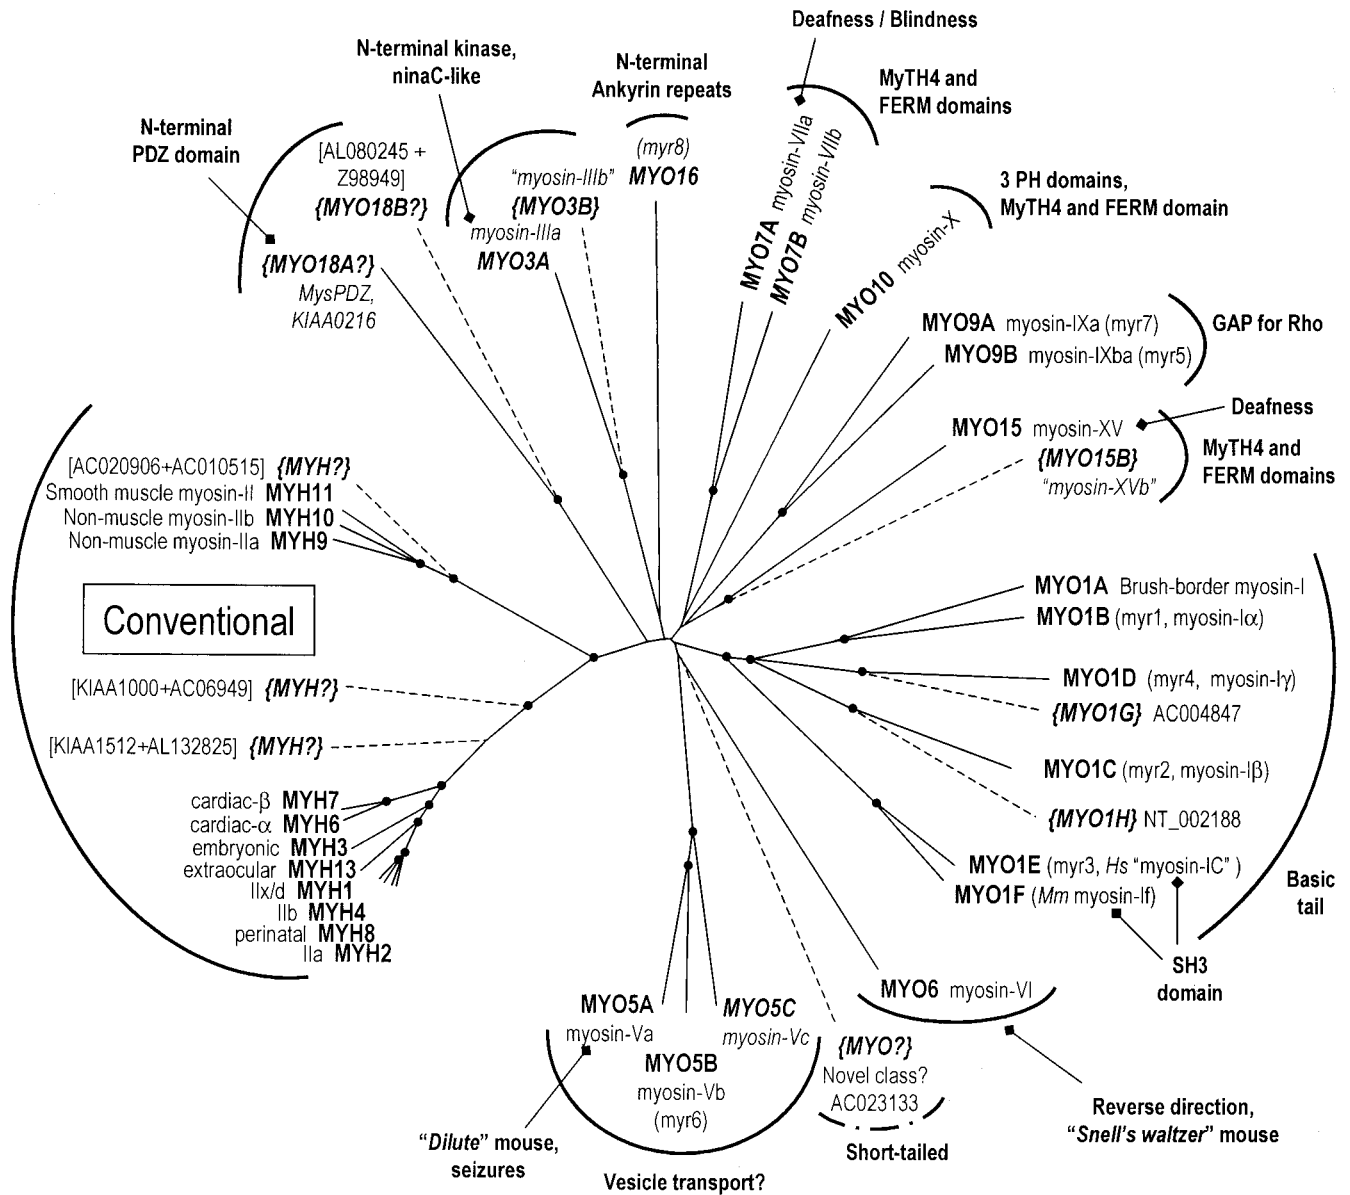 Deafness / Blindness
N-terminal kinase,
ninaC-like
N-terminal
Ankyrin repeats
MyTH4 and
FERM domains
N-terminal
PDZ domain
[AL080245 +
Z98949]
{MYO18B?}
{MYO18A?}
MysPDZ,
KIAA0216
"myosin-IIIb"
{MYO3B}
myosin-IIIa
MYO3A
(myr8)
MYO16
MYO7A myosin-VIIa
MYO7B myosin-VIIb
3 PH domains,
MyTH4 and FERM domain
MYO10 myosin-X
MYO9A myosin-IXa (myr7)
MYO9B myosin-IXba (myr5)
GAP for Rho
Deafness
MYO15 myosin-XV
{MYO15B}
"myosin-XVb"
MyTH4 and
FERM domains
[AC020906+AC010515] {MYH?}
Smooth muscle myosin-II MYH11
Non-muscle myosin-IIb MYH10
Non-muscle myosin-IIa MYH9
Conventional
[KIAA1000+AC06949] {MYH?}
[KIAA1512+AL132825] {MYH?}
cardiac-β MYH7
cardiac-α MYH6
embryonic MYH3
extraocular MYH13
IIx/d MYH1
IIb MYH4
perinatal MYH8
IIa MYH2
MYO1A Brush-border myosin-I
MYO1B (myr1, myosin-Iα)
MYO1D (myr4, myosin-Iγ)
{MYO1G} AC004847
MYO1C (myr2, myosin-Iβ)
{MYO1H} NT_002188
MYO1E (myr3, Hs "myosin-IC" )
MYO1F (Mm myosin-If)
Basic
tail
SH3
domain
MYO6 myosin-VI
MYO5A
myosin-Va
MYO5C
myosin-Vc
MYO5B
myosin-Vb
(myr6)
{MYO?}
Novel class?
AC023133
Short-tailed
Reverse direction,
"Snell's waltzer" mouse
"Dilute" mouse,
seizures
Vesicle transport?